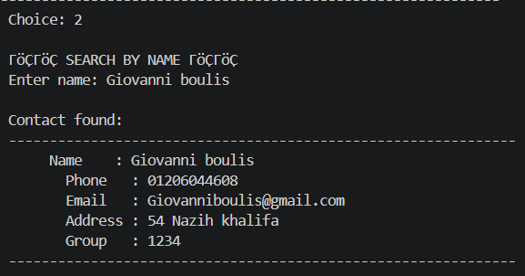 ------------------------------------------------------------
Choice: 2
ΓöÇΓöÇ SEARCH BY NAME ΓöÇΓöÇ
Enter name: Giovanni boulis
Contact found:
--------------------------------------------------------------
Name : Giovanni boulis
Phone : 01206044608
Email : Giovanniboulis@gmail.com
Address : 54 Nazih khalifa
Group : 1234
--------------------------------------------------------------